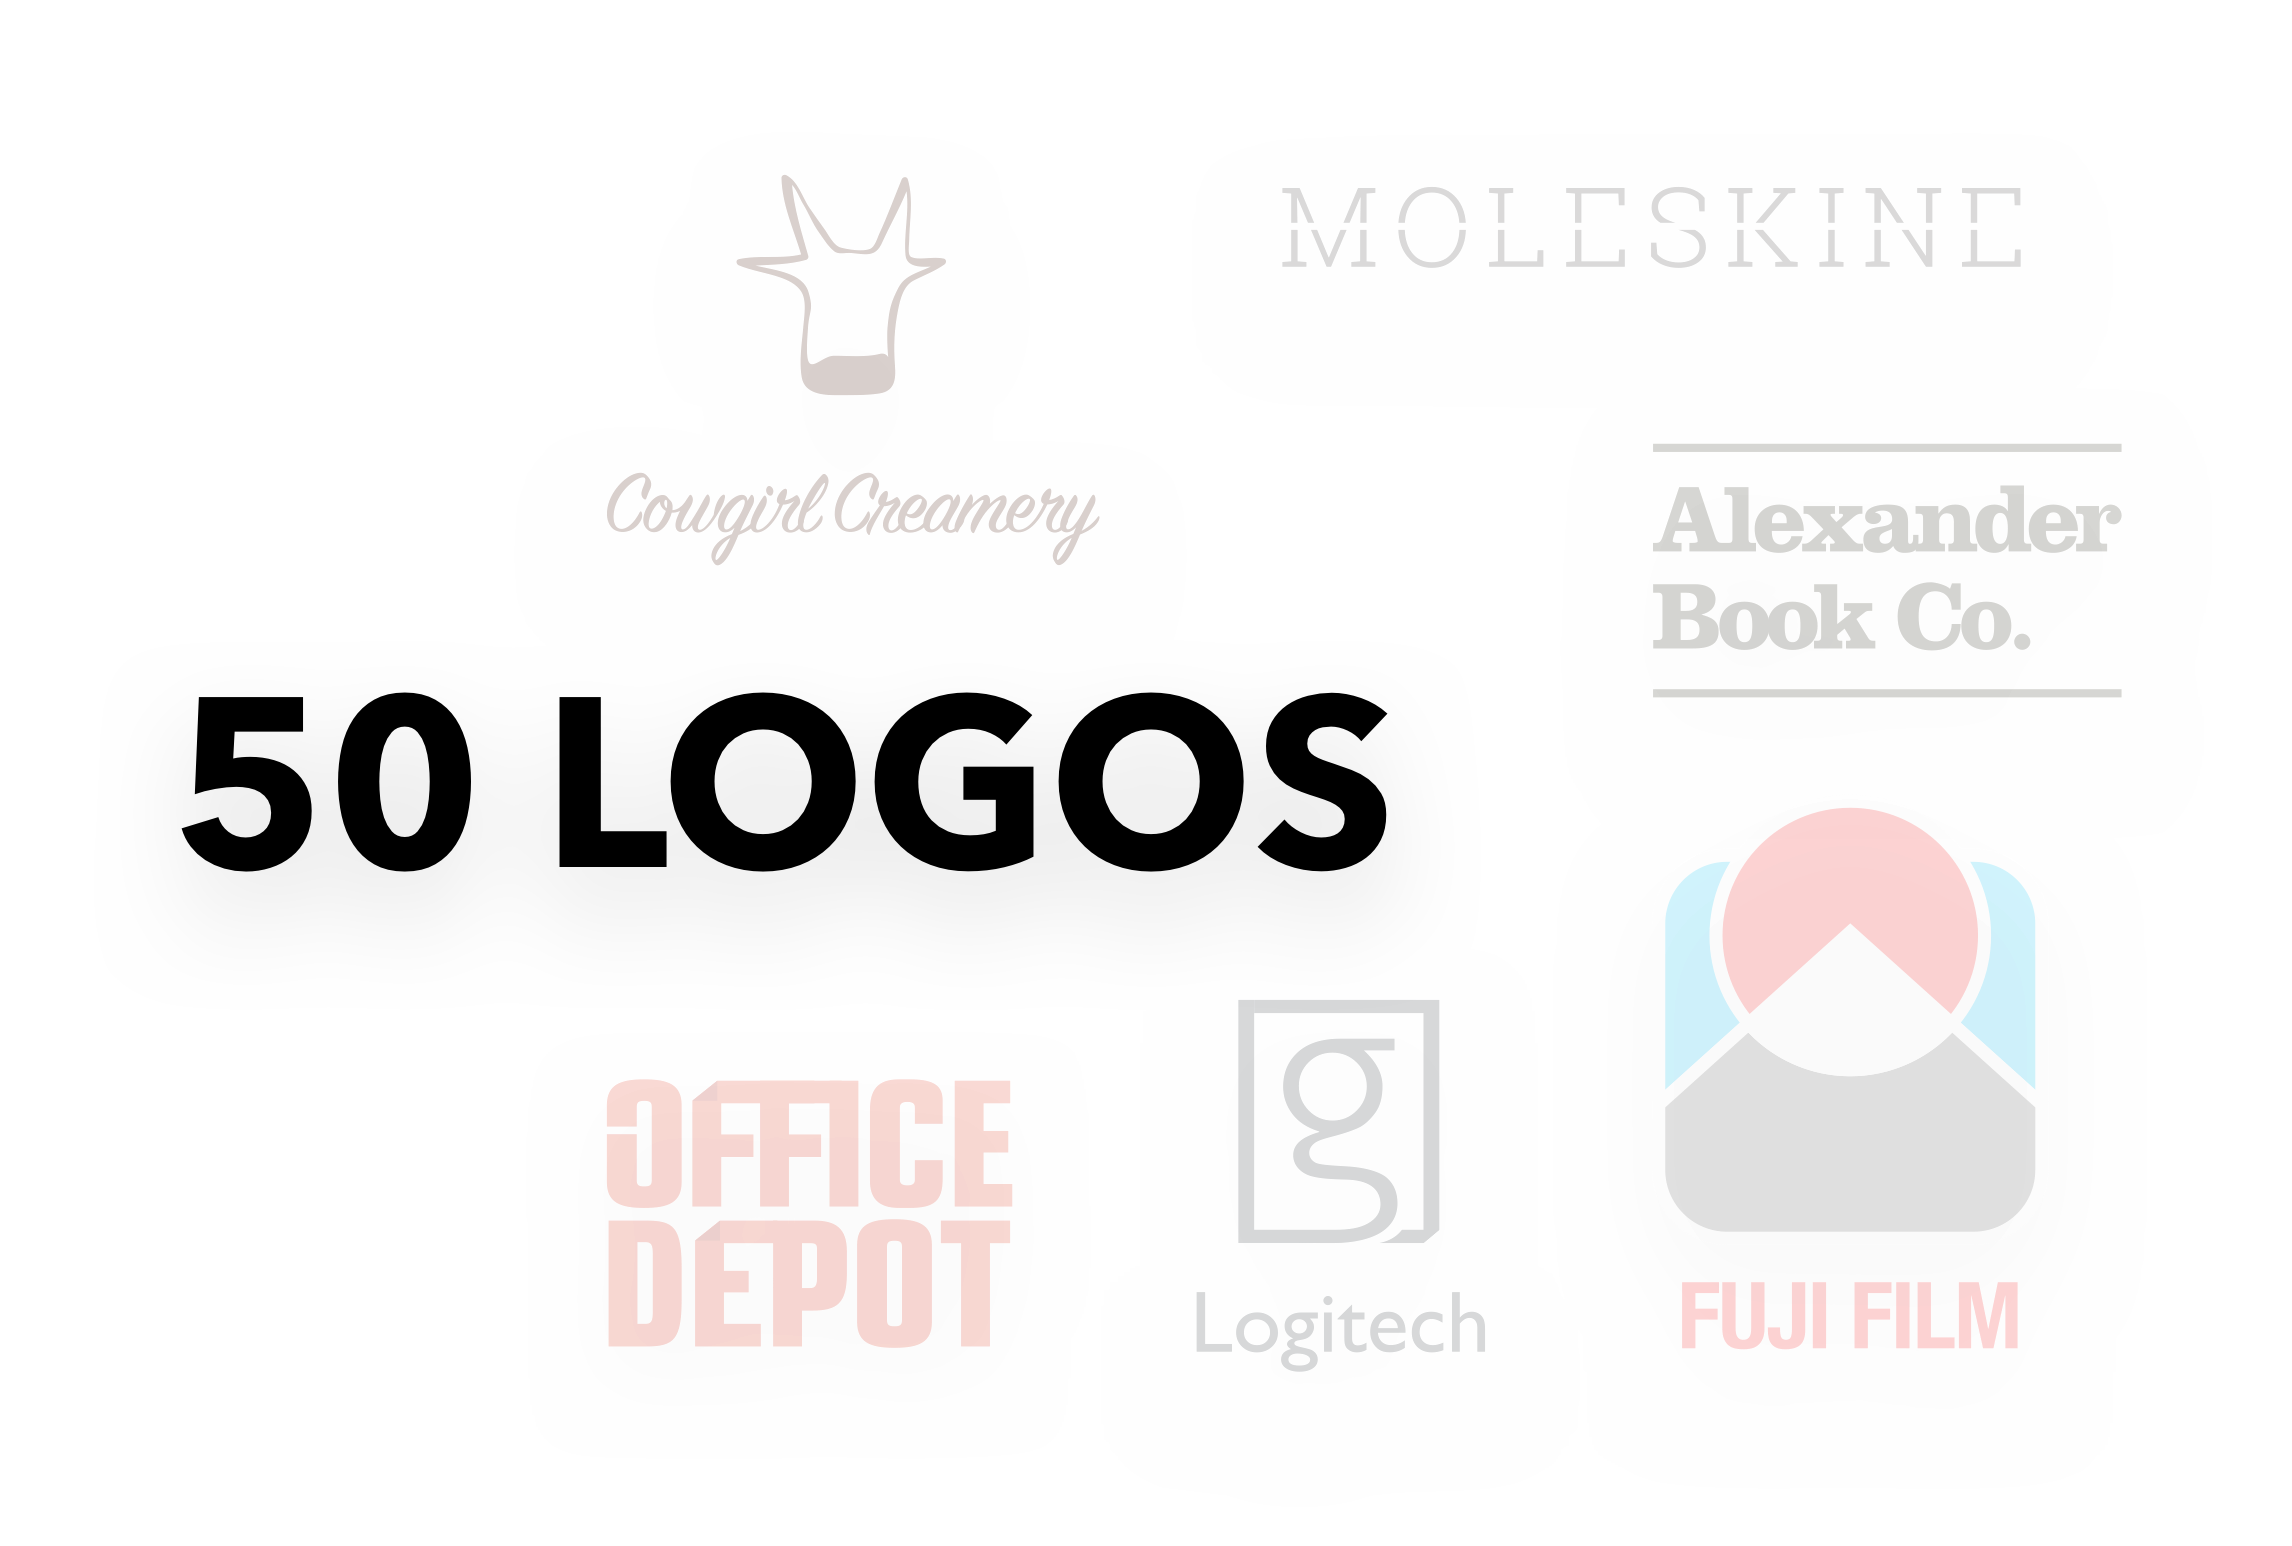 MOLESKINE
Cowgirl Creamery
Alexander
Book Co.
50 LOGOS
OFFICE
DEPOT
g
Logitech
FUJI FILM